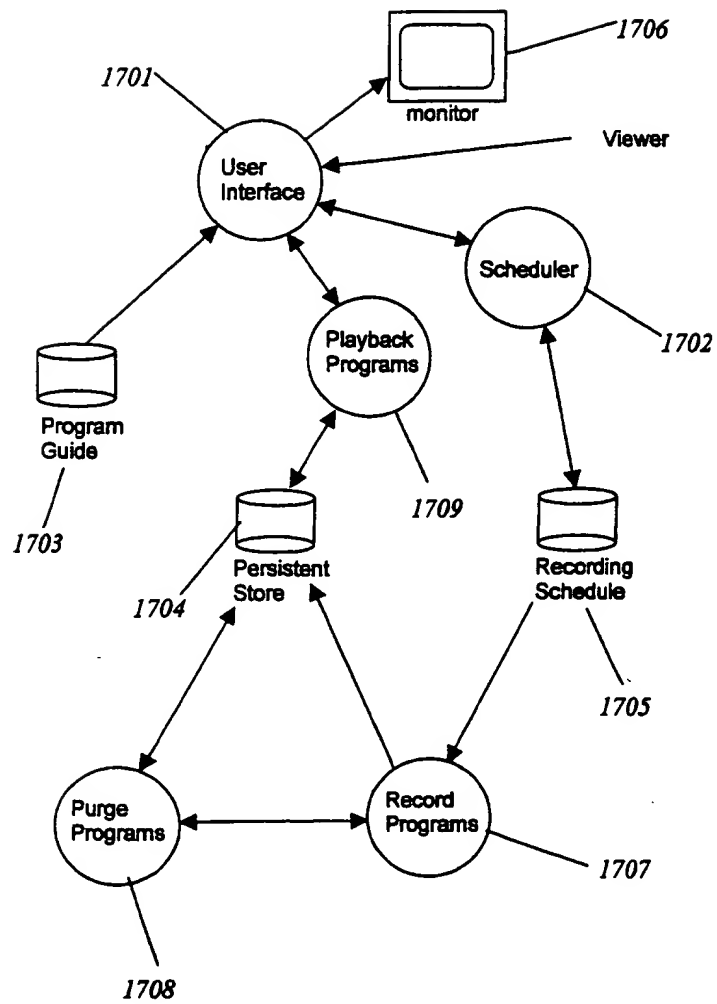 1706
1701
monitor
Viewer
User
Interface
Scheduler
1702
Playback
Programs
Program
Guide
1703
1709
Persistent
Store
1704
Recording
Schedule
1705
Purge
Programs
Record
Programs
1707
1708